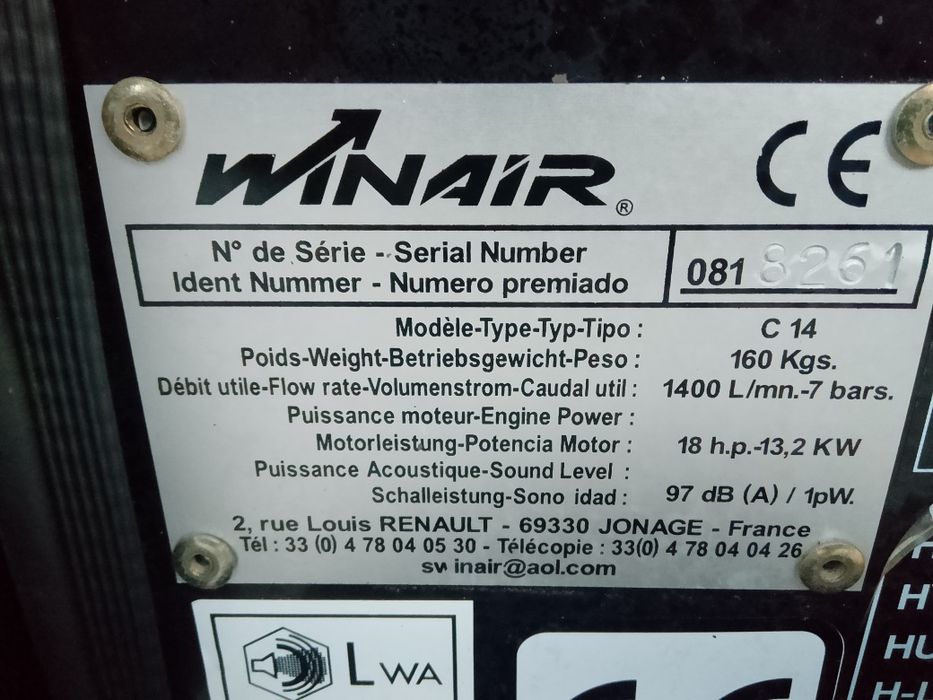 WINAIR ®
CE
N° de Série - Serial Number
Ident Nummer - Numero premiado
081 8261
Modèle-Type-Typ-Tipo : C 14
Poids-Weight-Betriebsgewicht-Peso : 160 Kgs.
Débit utile-Flow rate-Volumenstrom-Caudal util : 1400 L/mn.-7 bars.
Puissance moteur-Engine Power :
Motorleistung-Potencia Motor : 18 h.p.-13,2 KW
Puissance Acoustique-Sound Level :
Schalleistung-Sono idad : 97 dB (A) / 1pW.
2, rue Louis RENAULT - 69330 JONAGE - France
Tél : 33 (0) 4 78 04 05 30 - Télécopie : 33(0) 4 78 04 04 26
sw inair@aol.com
LWA
HU